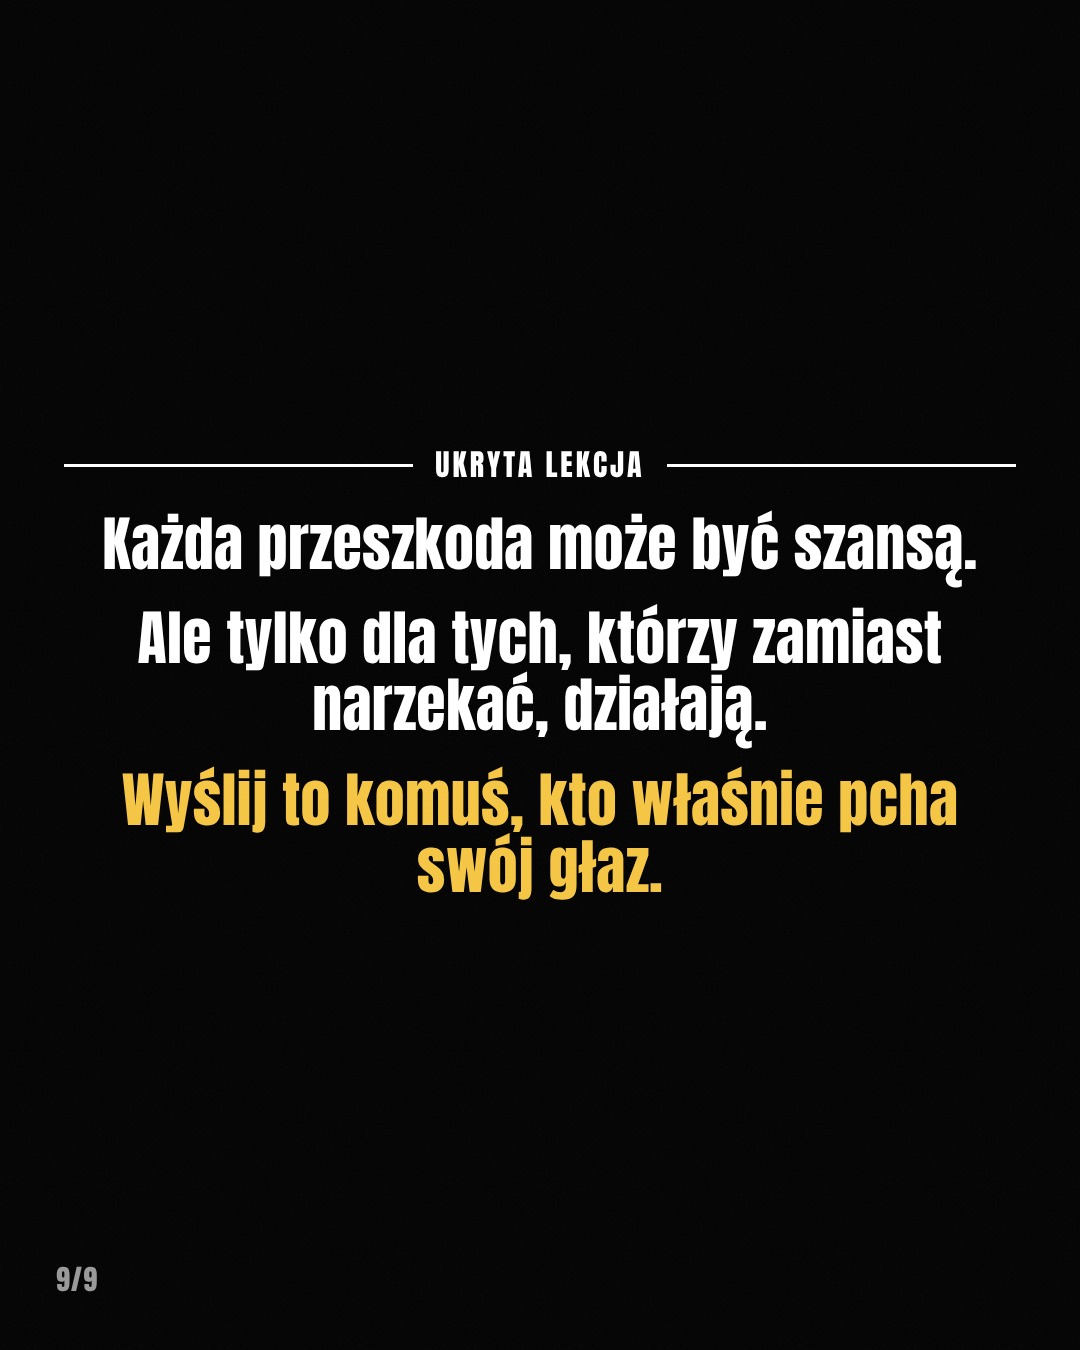 UKRYTA LEKCJA
Każda przeszkoda może być szansą.
Ale tylko dla tych, którzy zamiast
narzekać, działają.
Wyślij to komuś, kto właśnie pcha
swój głaz.
9/9